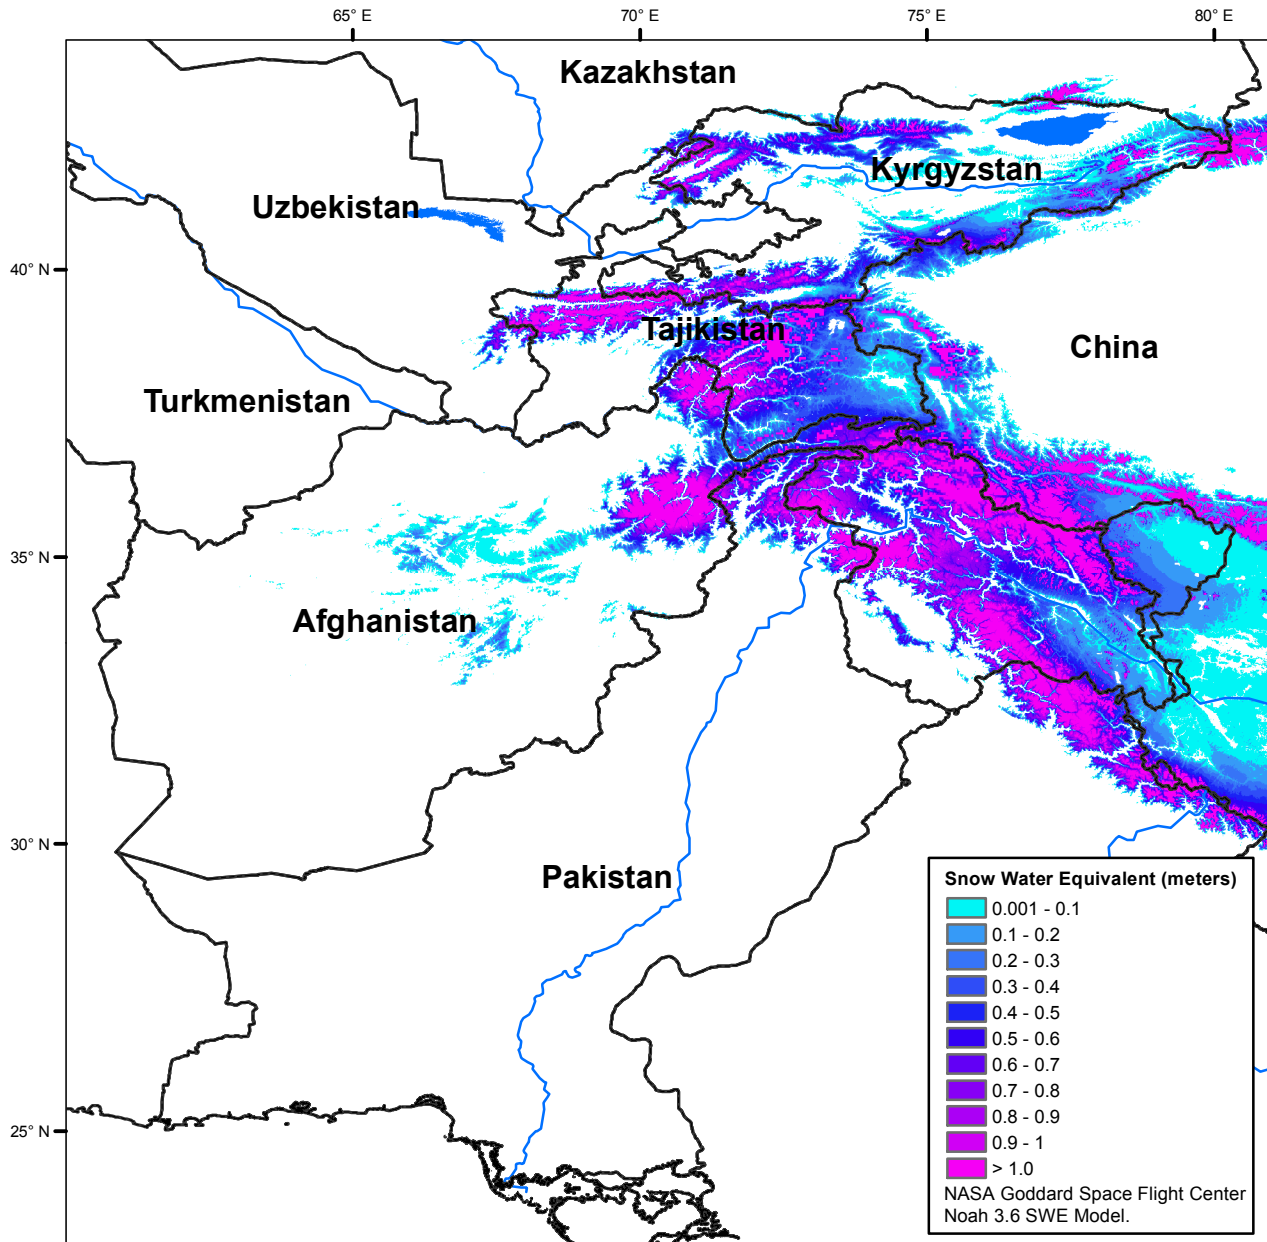 65° E
70° E
75° E
80° E
Kazakhstan
Kyrgyzstan
Uzbekistan
40° N
Tajikistan
China
Turkmenistan
35° N
Afghanistan
30° N
Pakistan
25° N
Snow Water Equivalent (meters)
0.001 - 0.1
0.1 - 0.2
0.2 - 0.3
0.3 - 0.4
0.4 - 0.5
0.5 - 0.6
0.6 - 0.7
0.7 - 0.8
0.8 - 0.9
0.9 - 1
> 1.0
NASA Goddard Space Flight Center
Noah 3.6 SWE Model.